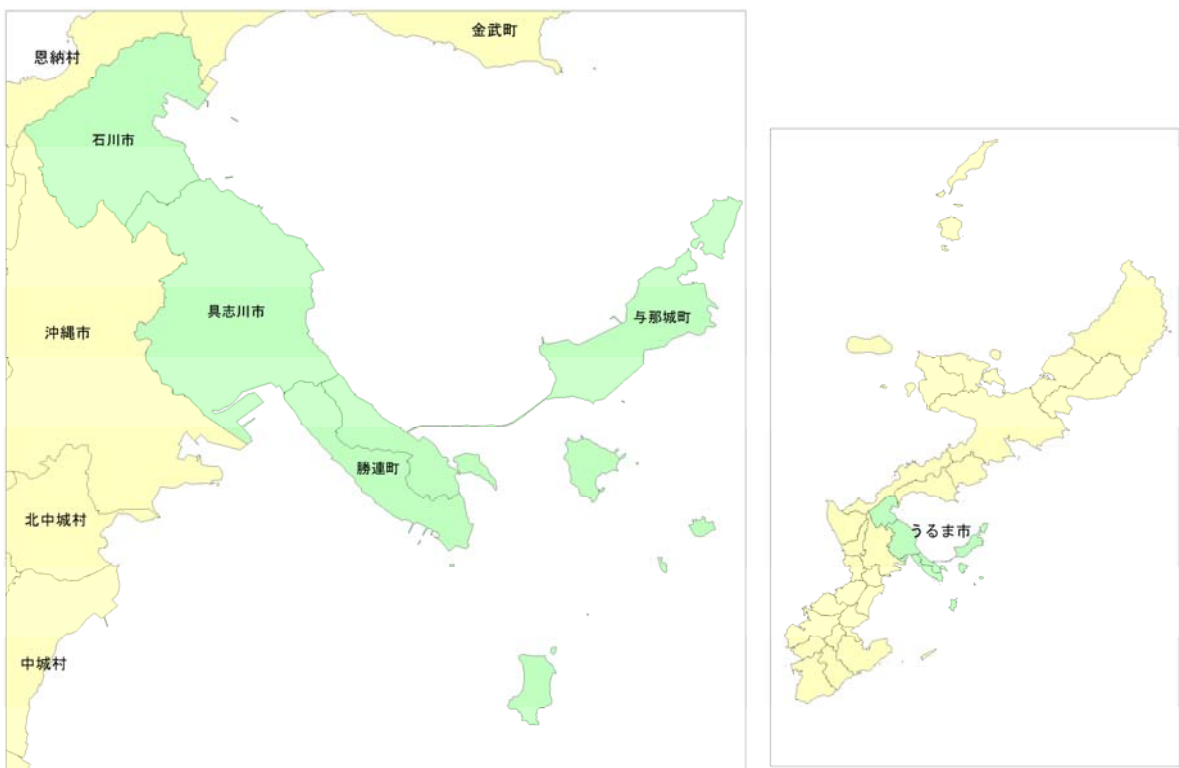 金武町
恩納村
石川市
具志川市
与那城町
沖縄市
勝連町
北中城村
中城村
うるま市